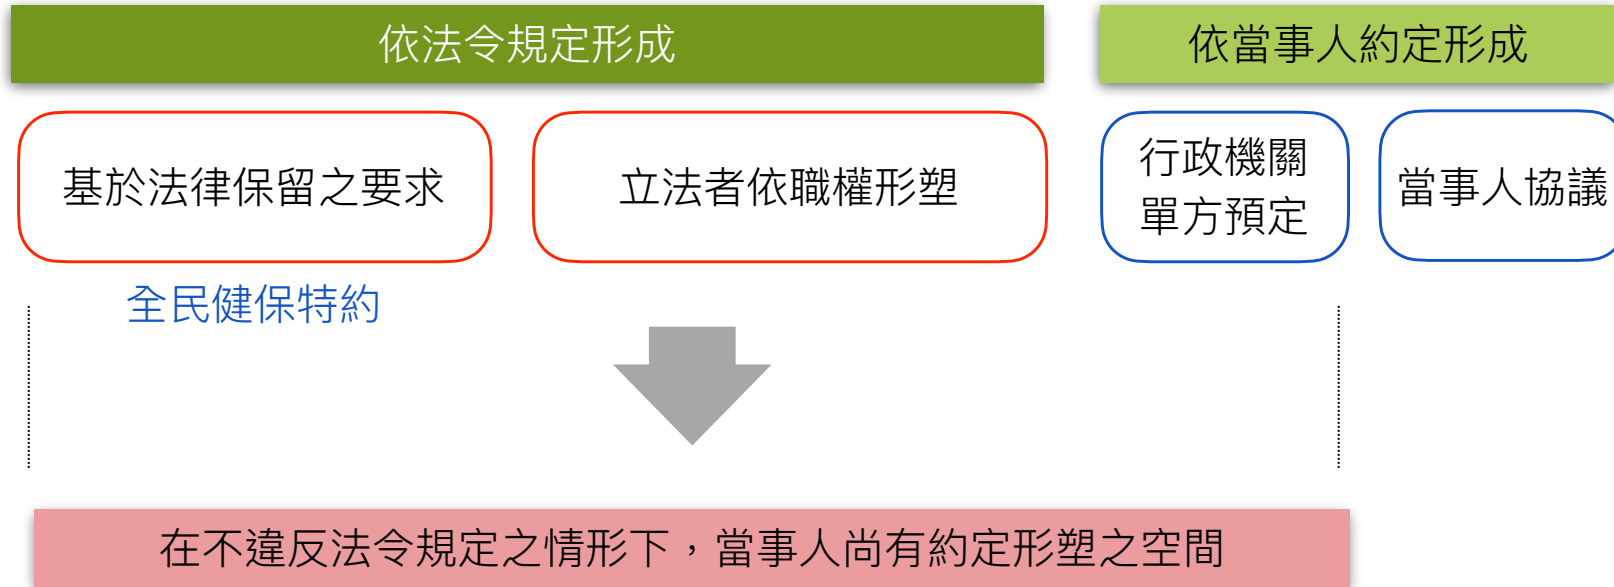 依法令規定形成
依當事人約定形成
基於法律保留之要求
立法者依職權形塑
行政機關
單方預定
當事人協議
全民健保特約
在不違反法令規定之情形下，當事人尚有約定形塑之空間